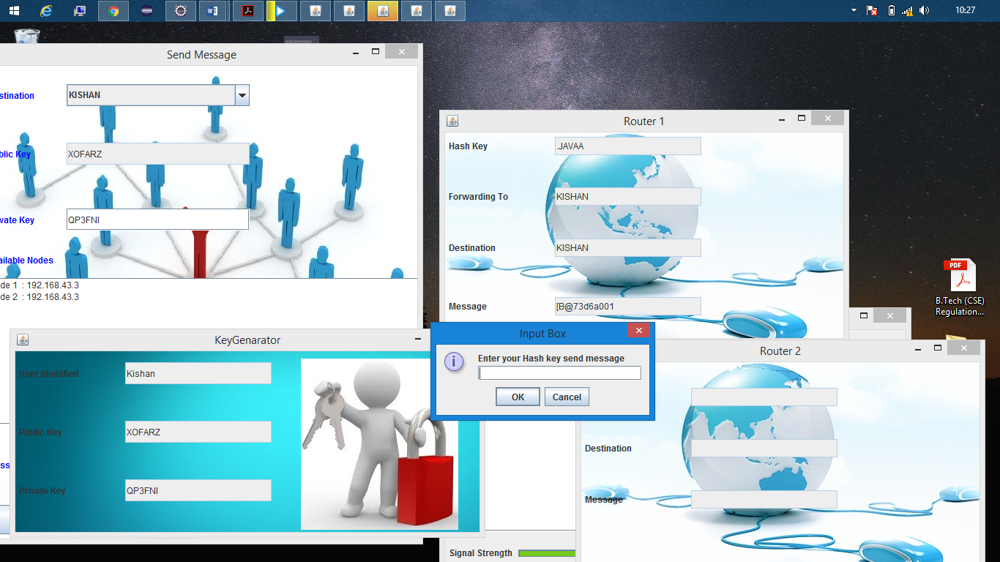 10:27
Send Message
stination
KISHAN
blic Key
XOFARZ
vate Key
QP3FNI
ailable Nodes
de 1 : 192.168.43.3
de 2 : 192.168.43.3
Router 1
Hash Key
.JAVAA
Forwarding To
KISHAN
Destination
KISHAN
Message
[B@73d6a001
PDF
B.Tech (CSE)
Regulation...
KeyGenarator
User Identified
Kishan
Public Key
XOFARZ
Private Key
QP3FNI
ss
Input Box
Enter your Hash key send message
OK
Cancel
Router 2
Destination
Message
Signal Strength